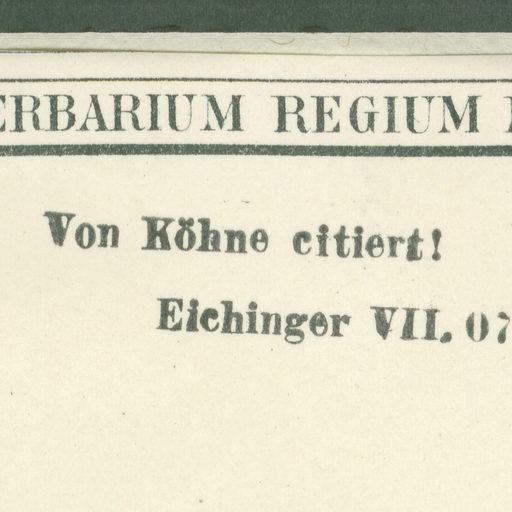 ERBARIUM REGIUM
Von Köhne citiert!
Eichinger VII. 07